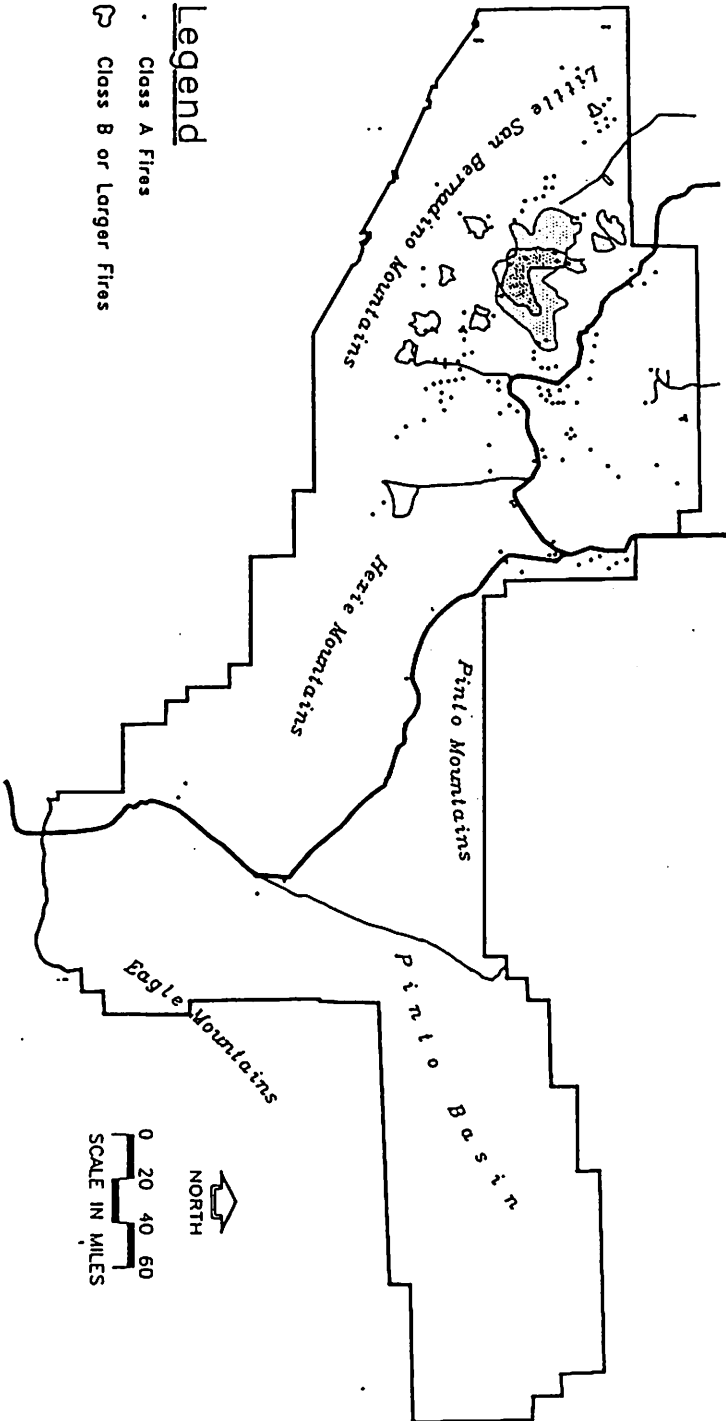 Legend
Class A Fires
Class B or Larger Fires
Little San Bernadino Mountains
Hexie Mountains
Pinto Mountains
Pinto Basin
Eagle Mountains
NORTH
0 20 40 60
SCALE IN MILES